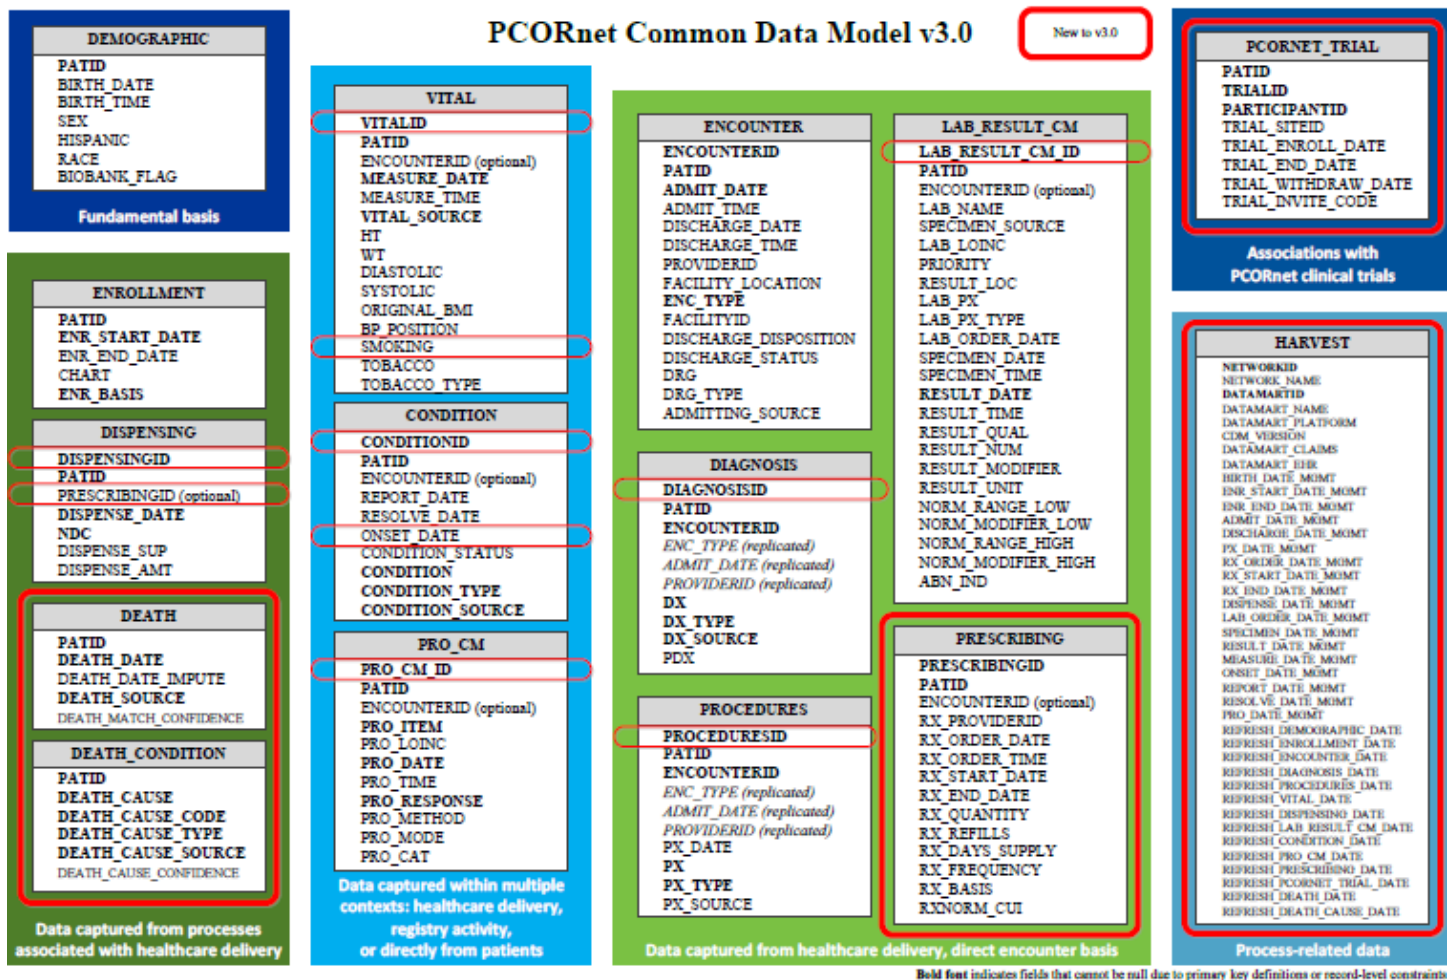 PCORnet Common Data Model v3.0
New to v3.0
DEMOGRAPHIC
PATID
BIRTH_DATE
BIRTH_TIME
SEX
HISPANIC
RACE
BIOBANK_FLAG
Fundamental basis
ENROLLMENT
PATID
ENR_START_DATE
ENR_END_DATE
CHART
ENR_BASIS
DISPENSING
DISPENSINGID
PATID
PRESCRIBINGID (optional)
DISPENSE_DATE
NDC
DISPENSE_SUP
DISPENSE_AMT
DEATH
PATID
DEATH_DATE
DEATH_DATE_IMPUTE
DEATH_SOURCE
DEATH_MATCH_CONFIDENCE
DEATH_CONDITION
PATID
DEATH_CAUSE
DEATH_CAUSE_CODE
DEATH_CAUSE_TYPE
DEATH_CAUSE_SOURCE
DEATH_CAUSE_CONFIDENCE
Data captured from processes
associated with healthcare delivery
VITAL
VITALID
PATID
ENCOUNTERID (optional)
MEASURE_DATE
MEASURE_TIME
VITAL_SOURCE
HT
WT
DIASTOLIC
SYSTOLIC
ORIGINAL_BMI
BP_POSITION
SMOKING
TOBACCO
TOBACCO_TYPE
CONDITION
CONDITIONID
PATID
ENCOUNTERID (optional)
REPORT_DATE
RESOLVE_DATE
ONSET_DATE
CONDITION_STATUS
CONDITION
CONDITION_TYPE
CONDITION_SOURCE
PRO_CM
PRO_CM_ID
PATID
ENCOUNTERID (optional)
PRO_ITEM
PRO_LOINC
PRO_DATE
PRO_TIME
PRO_RESPONSE
PRO_METHOD
PRO_MODE
PRO_CAT
Data captured within multiple
contexts: healthcare delivery,
registry activity,
or directly from patients
ENCOUNTER
ENCOUNTERID
PATID
ADMIT_DATE
ADMIT_TIME
DISCHARGE_DATE
DISCHARGE_TIME
PROVIDERID
FACILITY_LOCATION
ENC_TYPE
FACILITYID
DISCHARGE_DISPOSITION
DISCHARGE_STATUS
DRG
DRG_TYPE
ADMITTING_SOURCE
DIAGNOSIS
DIAGNOSISID
PATID
ENCOUNTERID
ENC_TYPE (replicated)
ADMIT_DATE (replicated)
PROVIDERID (replicated)
DX
DX_TYPE
DX_SOURCE
PDX
PROCEDURES
PROCEDURESID
PATID
ENCOUNTERID
ENC_TYPE (replicated)
ADMIT_DATE (replicated)
PROVIDERID (replicated)
PX_DATE
PX
PX_TYPE
PX_SOURCE
LAB_RESULT_CM
LAB_RESULT_CM_ID
PATID
ENCOUNTERID (optional)
LAB_NAME
SPECIMEN_SOURCE
LAB_LOINC
PRIORITY
RESULT_LOC
LAB_PX
LAB_PX_TYPE
LAB_ORDER_DATE
SPECIMEN_DATE
SPECIMEN_TIME
RESULT_DATE
RESULT_TIME
RESULT_QUAL
RESULT_NUM
RESULT_MODIFIER
RESULT_UNIT
NORM_RANGE_LOW
NORM_MODIFIER_LOW
NORM_RANGE_HIGH
NORM_MODIFIER_HIGH
ABN_IND
PRESCRIBING
PRESCRIBINGID
PATID
ENCOUNTERID (optional)
RX_PROVIDERID
RX_ORDER_DATE
RX_ORDER_TIME
RX_START_DATE
RX_END_DATE
RX_QUANTITY
RX_REFILLS
RX_DAYS_SUPPLY
RX_FREQUENCY
RX_BASIS
RXNORM_CUI
Data captured from healthcare delivery, direct encounter basis
PCORNET_TRIAL
PATID
TRIALID
PARTICIPANTID
TRIAL_SITEID
TRIAL_ENROLL_DATE
TRIAL_END_DATE
TRIAL_WITHDRAW_DATE
TRIAL_INVITE_CODE
Associations with
PCORnet clinical trials
HARVEST
NETWORKID
NETWORK_NAME
DATAMARTID
DATAMART_NAME
DATAMART_PLATFORM
CDM_VERSION
DATAMART_CLAIMS
DATAMART_EHR
BIRTH_DATE_MGMT
ENR_START_DATE_MGMT
ENR_END_DATE_MGMT
ADMIT_DATE_MGMT
DISCHARGE_DATE_MGMT
PX_DATE_MGMT
RX_ORDER_DATE_MGMT
RX_START_DATE_MGMT
RX_END_DATE_MGMT
DISPENSE_DATE_MGMT
LAB_ORDER_DATE_MGMT
SPECIMEN_DATE_MGMT
RESULT_DATE_MGMT
MEASURE_DATE_MGMT
ONSET_DATE_MGMT
REPORT_DATE_MGMT
RESOLVE_DATE_MGMT
PRO_DATE_MGMT
REFRESH_DEMOGRAPHIC_DATE
REFRESH_ENROLLMENT_DATE
REFRESH_ENCOUNTER_DATE
REFRESH_DIAGNOSIS_DATE
REFRESH_PROCEDURES_DATE
REFRESH_VITAL_DATE
REFRESH_DISPENSING_DATE
REFRESH_LAB_RESULT_CM_DATE
REFRESH_CONDITION_DATE
REFRESH_PRO_CM_DATE
REFRESH_PRESCRIBING_DATE
REFRESH_PCORNET_TRIAL_DATE
REFRESH_DEATH_DATE
REFRESH_DEATH_CAUSE_DATE
Process-related data
Bold font indicates fields that cannot be null due to primary key definitions or record-level constraints